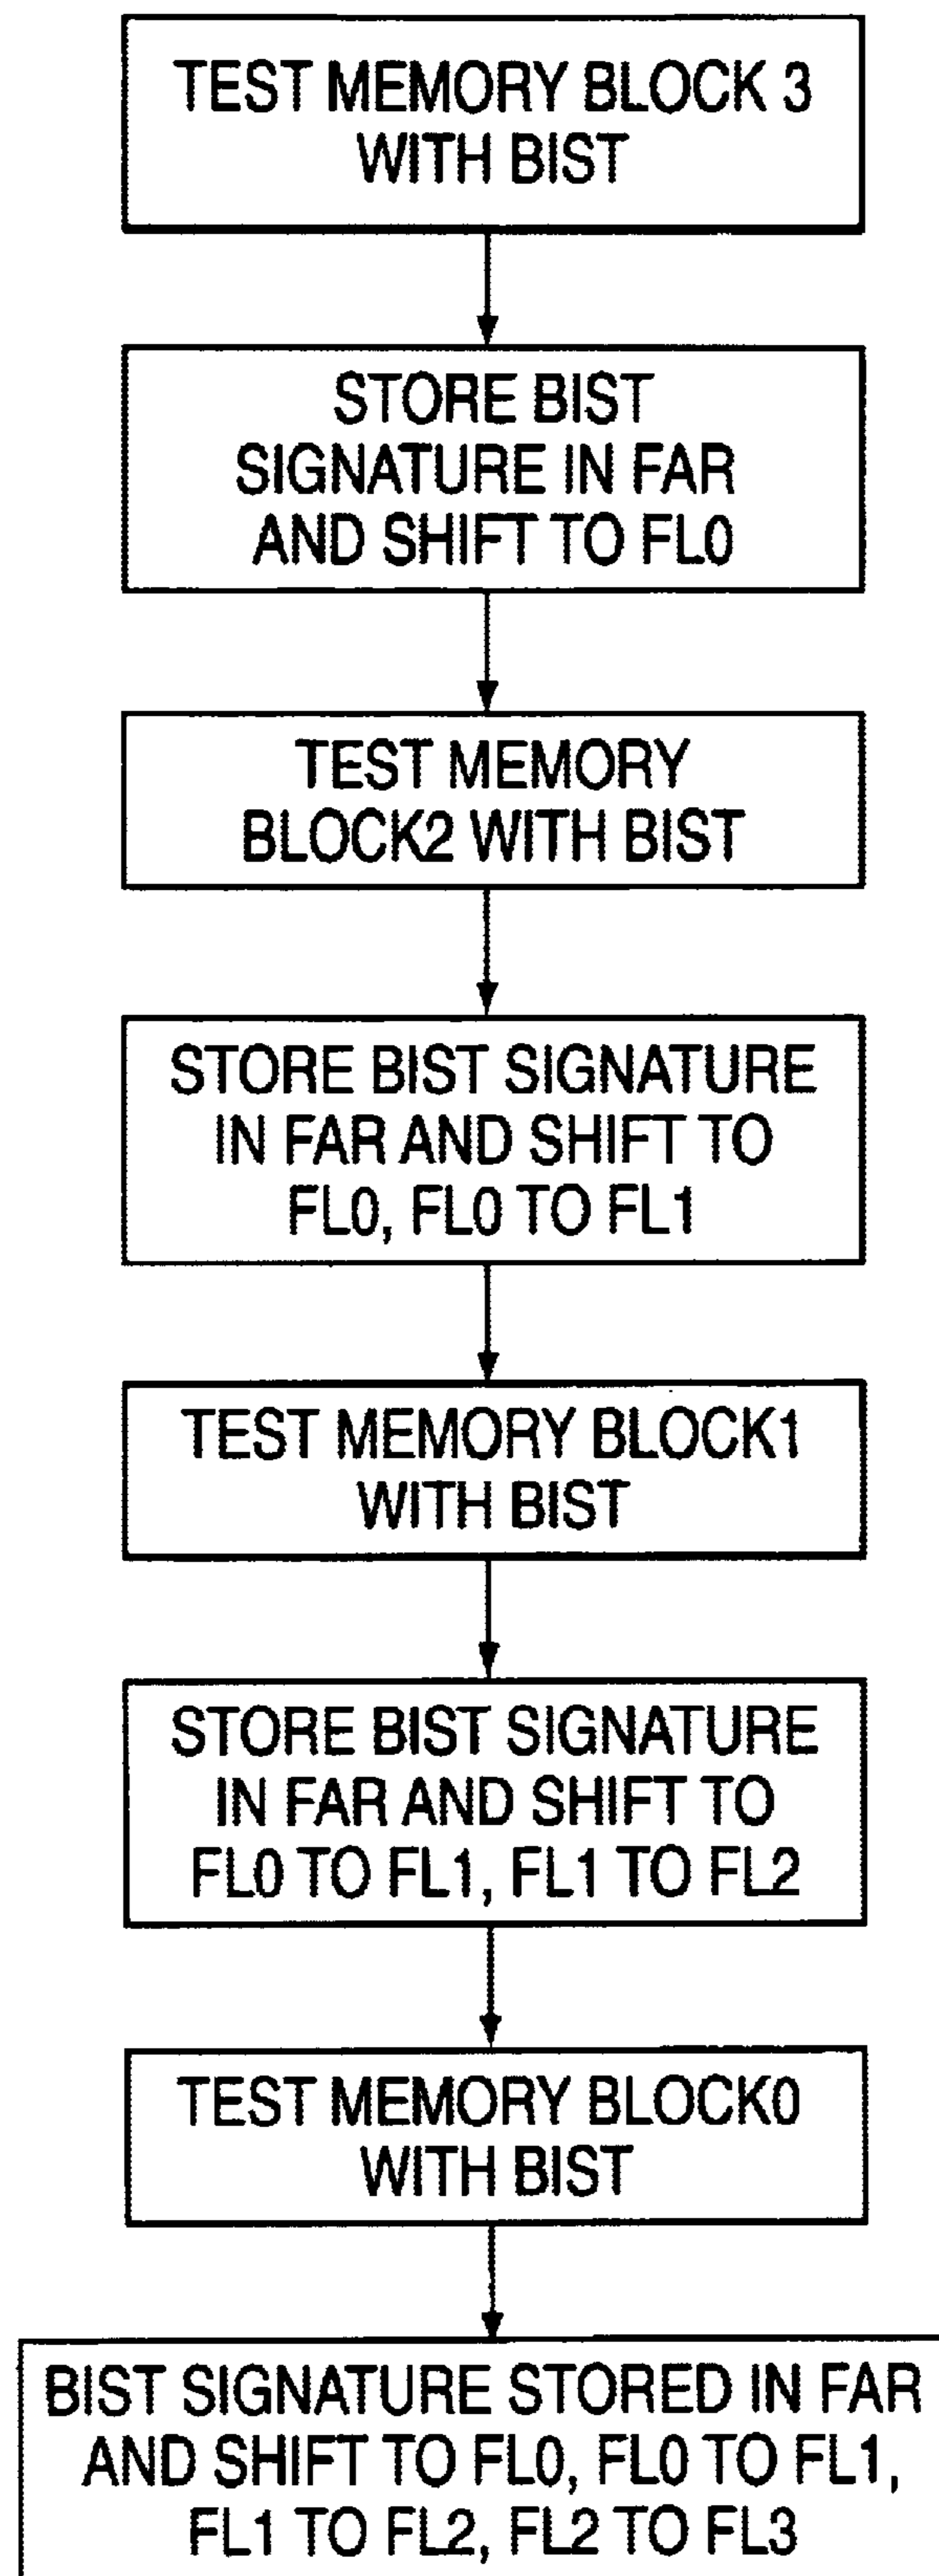 TEST MEMORY BLOCK 3
WITH BIST
STORE BIST
SIGNATURE IN FAR
AND SHIFT TO FL0
TEST MEMORY
BLOCK2 WITH BIST
STORE BIST SIGNATURE
IN FAR AND SHIFT TO
FL0, FL0 TO FL1
TEST MEMORY BLOCK1
WITH BIST
STORE BIST SIGNATURE
IN FAR AND SHIFT TO
FL0 TO FL1, FL1 TO FL2
TEST MEMORY BLOCK0
WITH BIST
BIST SIGNATURE STORED IN FAR
AND SHIFT TO FL0, FL0 TO FL1,
FL1 TO FL2, FL2 TO FL3